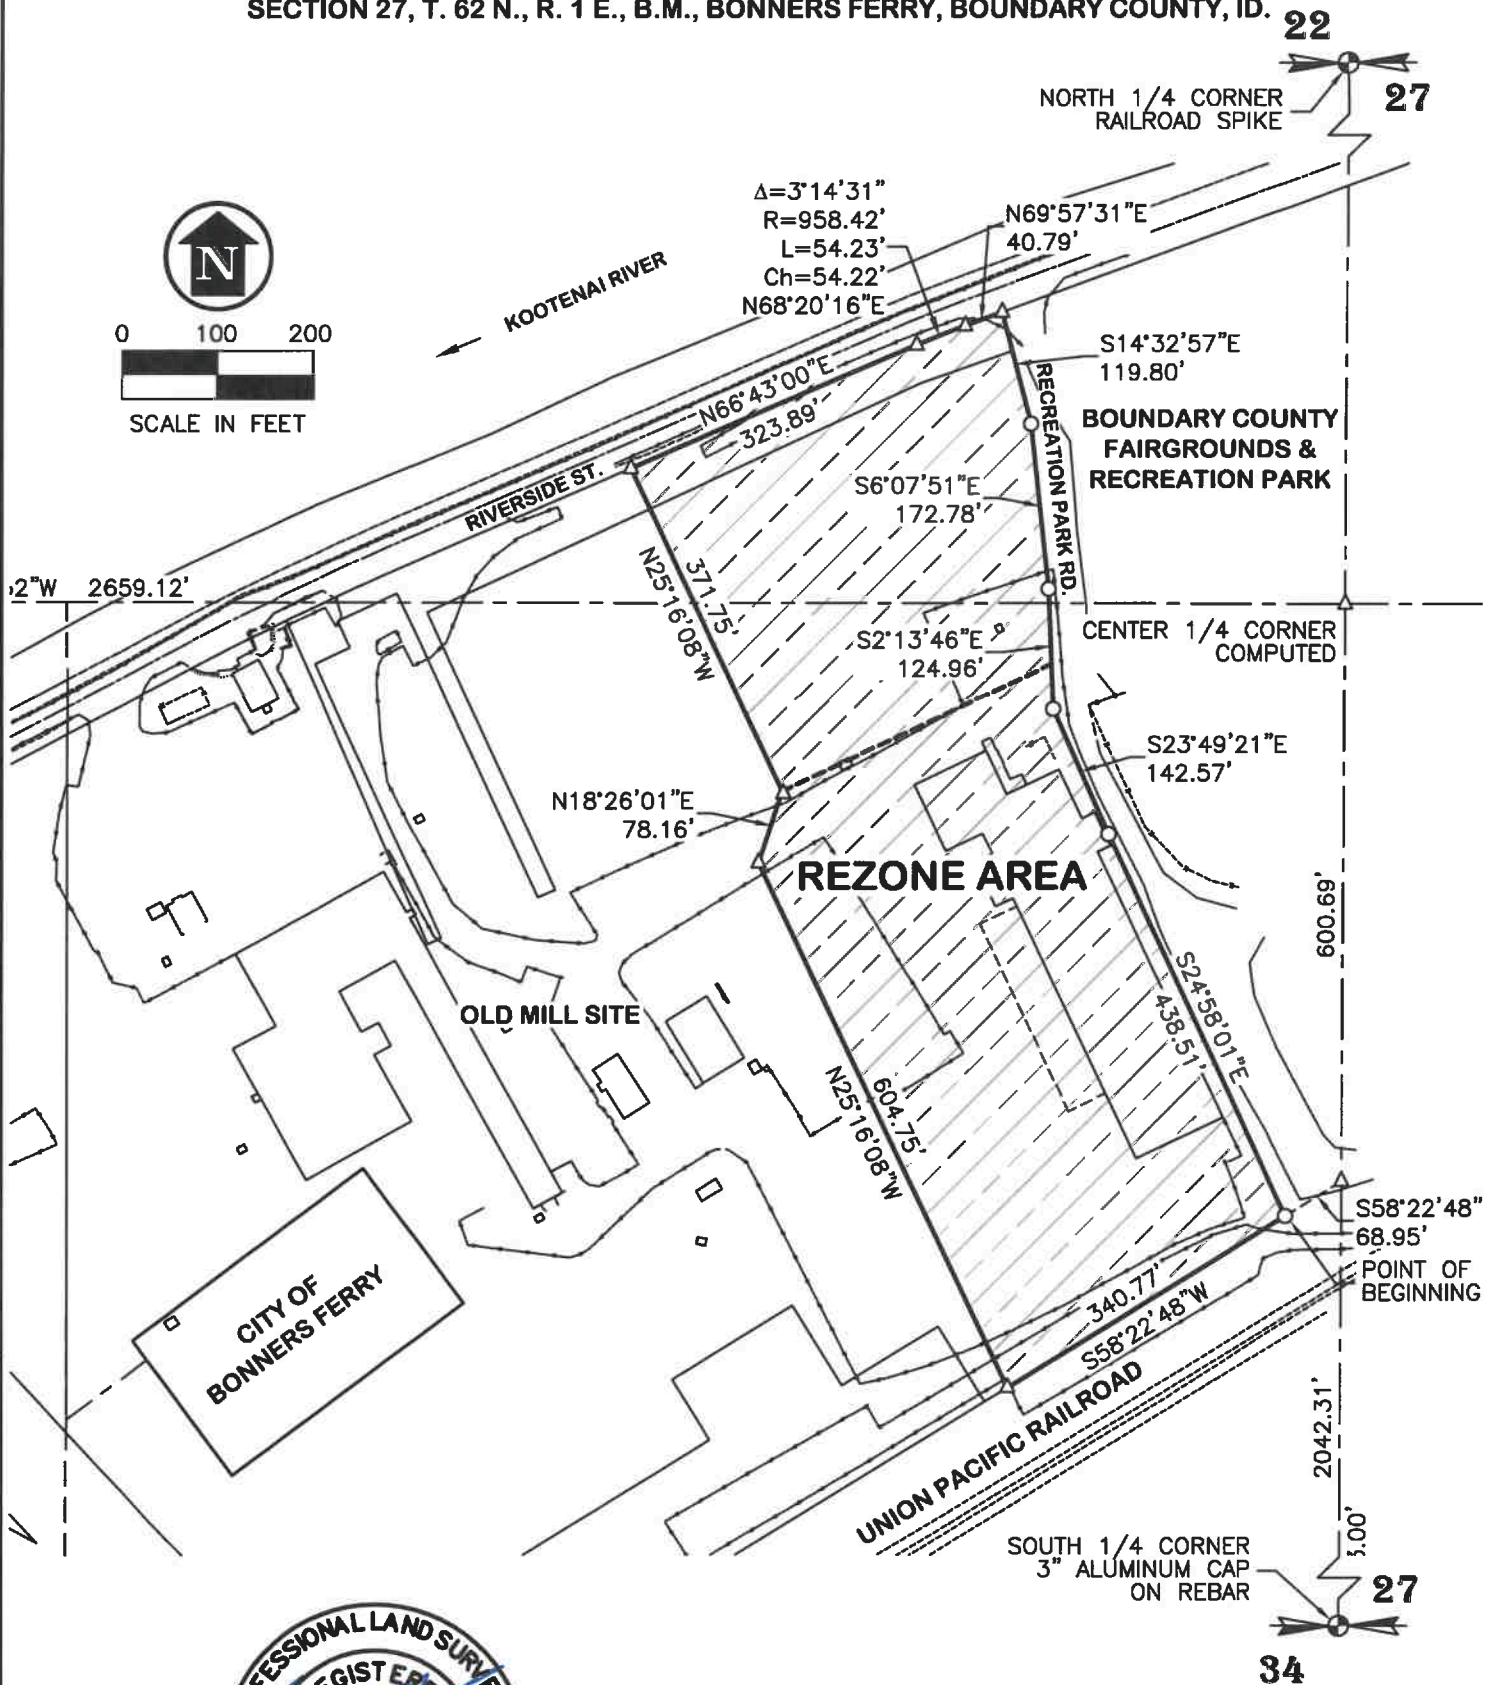 SECTION 27, T. 62 N., R. 1 E., B.M., BONNERS FERRY, BOUNDARY COUNTY, ID.
22
27
NORTH 1/4 CORNER
RAILROAD SPIKE
N
0 100 200
SCALE IN FEET
KOOTENAI RIVER
Δ=3°14'31"
R=958.42'
L=54.23'
Ch=54.22'
N68°20'16"E
N69°57'31"E
40.79'
S14°32'57"E
119.80'
N66°43'00"E
323.89'
RECREATION PARK RD.
BOUNDARY COUNTY
FAIRGROUNDS &
RECREATION PARK
RIVERSIDE ST.
S6°07'51"E
172.78'
371.75'
N25°16'08"W
2"W 2659.12'
S2°13'46"E
124.96'
CENTER 1/4 CORNER
COMPUTED
S23°49'21"E
142.57'
N18°26'01"E
78.16'
REZONE AREA
600.69'
OLD MILL SITE
S24°58'01"E
438.51'
604.75'
N25°16'08"W
S58°22'48"
68.95'
POINT OF
BEGINNING
340.77'
S58°22'48"W
CITY OF
BONNERS FERRY
UNION PACIFIC RAILROAD
2042.31'
.00'
SOUTH 1/4 CORNER
3" ALUMINUM CAP
ON REBAR
27
34
FESSIONAL LAND SURVE
EGISTER